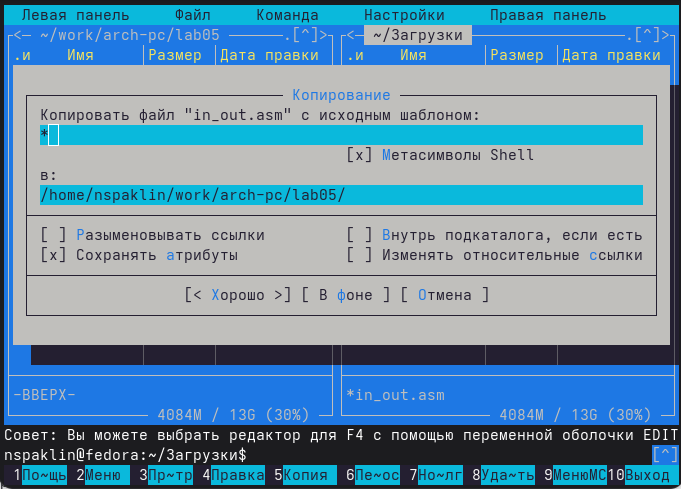 Левая панель Файл Команда Настройки Правая панель
<─ ~/work/arch-pc/lab05 ─.[^]> <─ ~/Загрузки ─.[^]>
.и Имя Размер Дата правки .и Имя Размер Дата правки
Копирование
Копировать файл "in_out.asm" с исходным шаблоном:
*
[x] Метасимволы Shell
в:
/home/nspaklin/work/arch-pc/lab05/
[ ] Разыменовывать ссылки [ ] Внутрь подкаталога, если есть
[x] Сохранять атрибуты [ ] Изменять относительные ссылки
[< Хорошо >] [ В фоне ] [ Отмена ]
-ВВЕРХ- *in_out.asm
4084M / 13G (30%) 4084M / 13G (30%)
Совет: Вы можете выбрать редактор для F4 с помощью переменной оболочки EDIT
nspaklin@fedora:~/Загрузки$ [^]
1По~щь 2Меню 3Пр~тр 4Правка 5Копия 6Пе~ос 7Но~лг 8Уда~ть 9МенюMC 10Выход